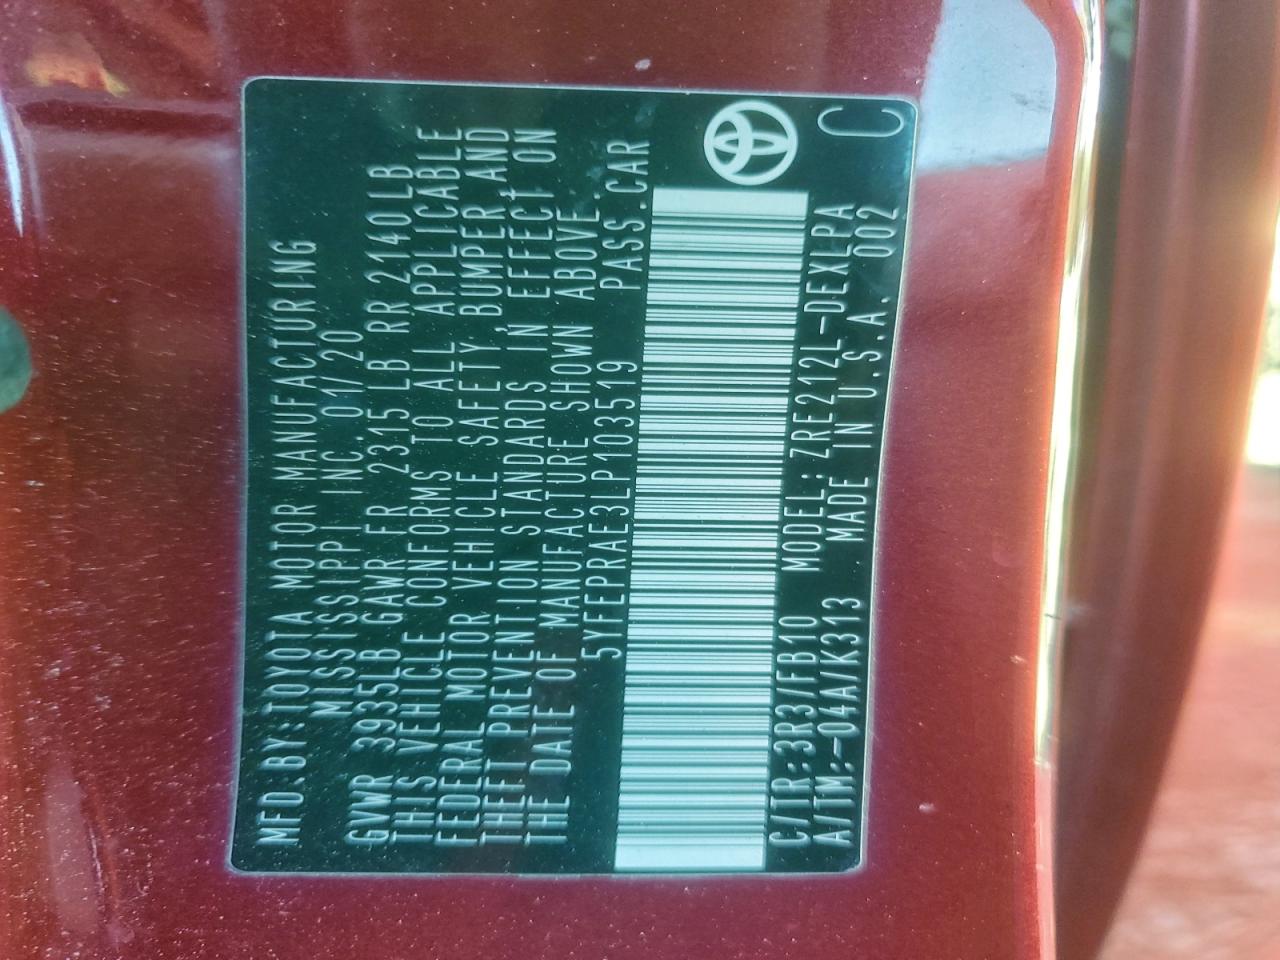 MFD.BY:TOYOTA MOTOR MANUFACTURING
MISSISSIPPI INC. 01/20
GVWR 3935LB GAWR FR 2315 LB RR 2140LB
THIS VEHICLE CONFORMS TO ALL APPLICABLE
FEDERAL MOTOR VEHICLE SAFETY, BUMPER, AND
THEFT PREVENTION STANDARDS IN EFFECT ON
THE DATE OF MANUFACTURE SHOWN ABOVE.
5YFEPRAE3LP103519 PASS.CAR
C/TR:3R3/FB10 MODEL:ZRE212L-DEXLPA
A/TM:-04A/K313 MADE IN U.S.A. 002 C